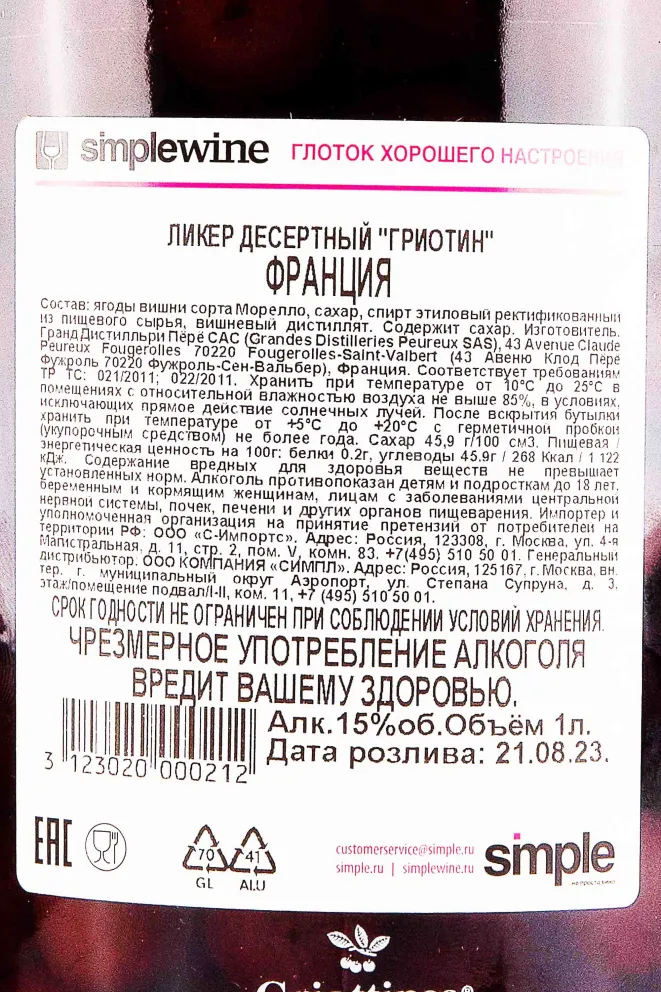 simplewine ГЛОТОК ХОРОШЕГО НАСТРОЕНИЯ
ЛИКЕР ДЕСЕРТНЫЙ "ГРИОТИН"
ФРАНЦИЯ
Состав: ягоды вишни сорта Морелло, сахар, спирт этиловый ректификованный
из пищевого сырья, вишневый дистиллят. Содержит сахар. Изготовитель.
Гранд Дистилльри Пёрё САС (Grandes Distilleries Peureux SAS), 43 Avenue Claude
Peureux Fougerolles 70220 Fougerolles-Saint-Valbert (43 Авеню Клод Пёрё
Фужроль 70220 Фужроль-Сен-Вальбер), Франция. Соответствует требованиям
ТР ТС: 021/2011; 022/2011. Хранить при температуре от 10°С до 25°С в
помещениях с относительной влажностью воздуха не выше 85%, в условиях,
исключающих прямое действие солнечных лучей. После вскрытия бутылки
хранить при температуре от +5°С до +20°С с герметичной пробкой
(укупорочным средством) не более года. Сахар 45,9 г/100 см3. Пищевая /
энергетическая ценность на 100г: белки 0.2г, углеводы 45.9г / 268 Ккал / 1 122
кДж. Содержание вредных для здоровья веществ не превышает
установленных норм. Алкоголь противопоказан детям и подросткам до 18 лет,
беременным и кормящим женщинам, лицам с заболеваниями центральной
нервной системы, почек, печени и других органов пищеварения. Импортер и
уполномоченная организация на принятие претензий от потребителей на
территории РФ: ООО «С-Импортс». Адрес: Россия, 123308, г. Москва, ул. 4-я
Магистральная, д. 11, стр. 2, пом. V, комн. 83. +7(495) 510 50 01. Генеральный
дистрибьютор: ООО КОМПАНИЯ «СИМПЛ». Адрес: Россия, 125167, г. Москва, вн.
тер. г. муниципальный округ Аэропорт, ул. Степана Супруна, д. 3,
этаж/помещение подвал/I-II, ком. 11, +7 (495) 510 50 01.
СРОК ГОДНОСТИ НЕ ОГРАНИЧЕН ПРИ СОБЛЮДЕНИИ УСЛОВИЙ ХРАНЕНИЯ.
ЧРЕЗМЕРНОЕ УПОТРЕБЛЕНИЕ АЛКОГОЛЯ
ВРЕДИТ ВАШЕМУ ЗДОРОВЬЮ.
Алк.15%об.Объём 1л.
Дата розлива: 21.08.23.
3 123020 000212
EAC
70 41
GL ALU
customerservice@simple.ru
simple.ru | simplewine.ru
simple
не просто вино
Griottines®